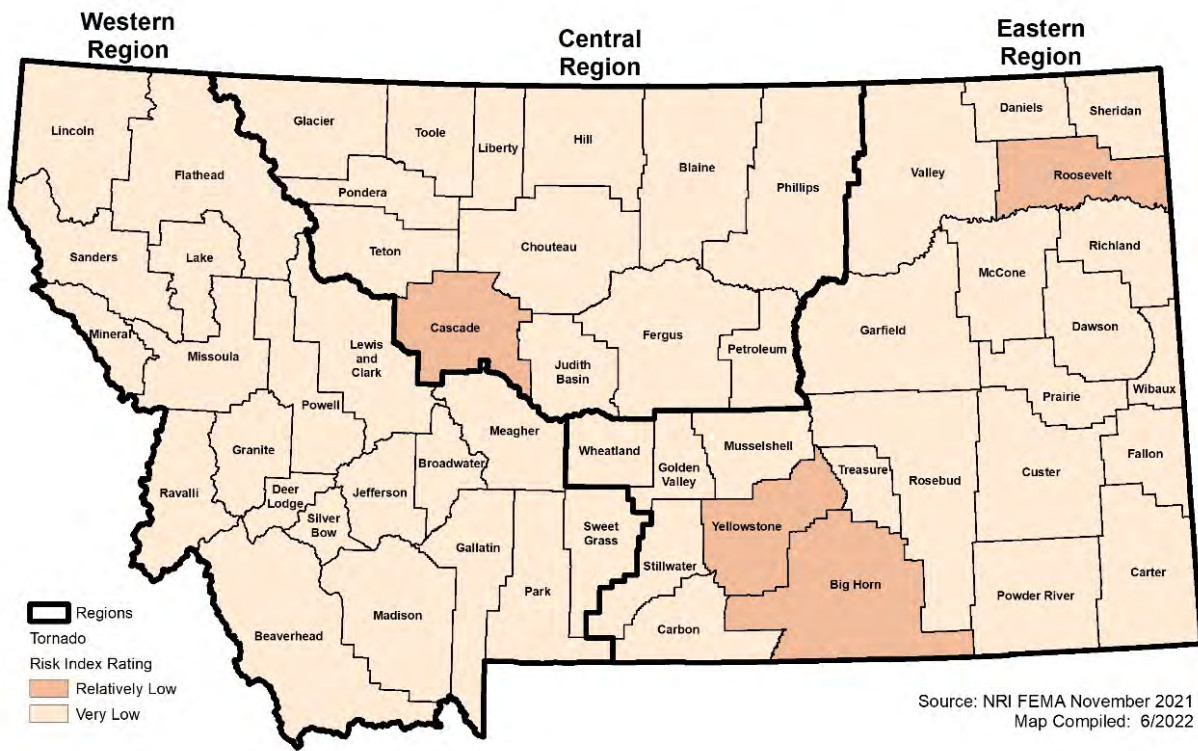 Western
Region
Central
Region
Eastern
Region
Lincoln
Flathead
Glacier
Toole
Liberty
Hill
Blaine
Phillips
Valley
Daniels
Sheridan
Roosevelt
Pondera
Teton
Chouteau
Sanders
Lake
Richland
McCone
Mineral
Missoula
Lewis
and
Clark
Cascade
Judith
Basin
Fergus
Petroleum
Garfield
Dawson
Prairie
Wibaux
Powell
Granite
Meagher
Broadwater
Wheatland
Golden
Valley
Musselshell
Treasure
Rosebud
Custer
Fallon
Ravalli
Deer
Lodge
Silver
Bow
Jefferson
Gallatin
Sweet
Grass
Park
Stillwater
Yellowstone
Big Horn
Powder River
Carter
Beaverhead
Madison
Carbon
Regions
Tornado
Risk Index Rating
Relatively Low
Very Low
Source: NRI FEMA November 2021
Map Compiled: 6/2022